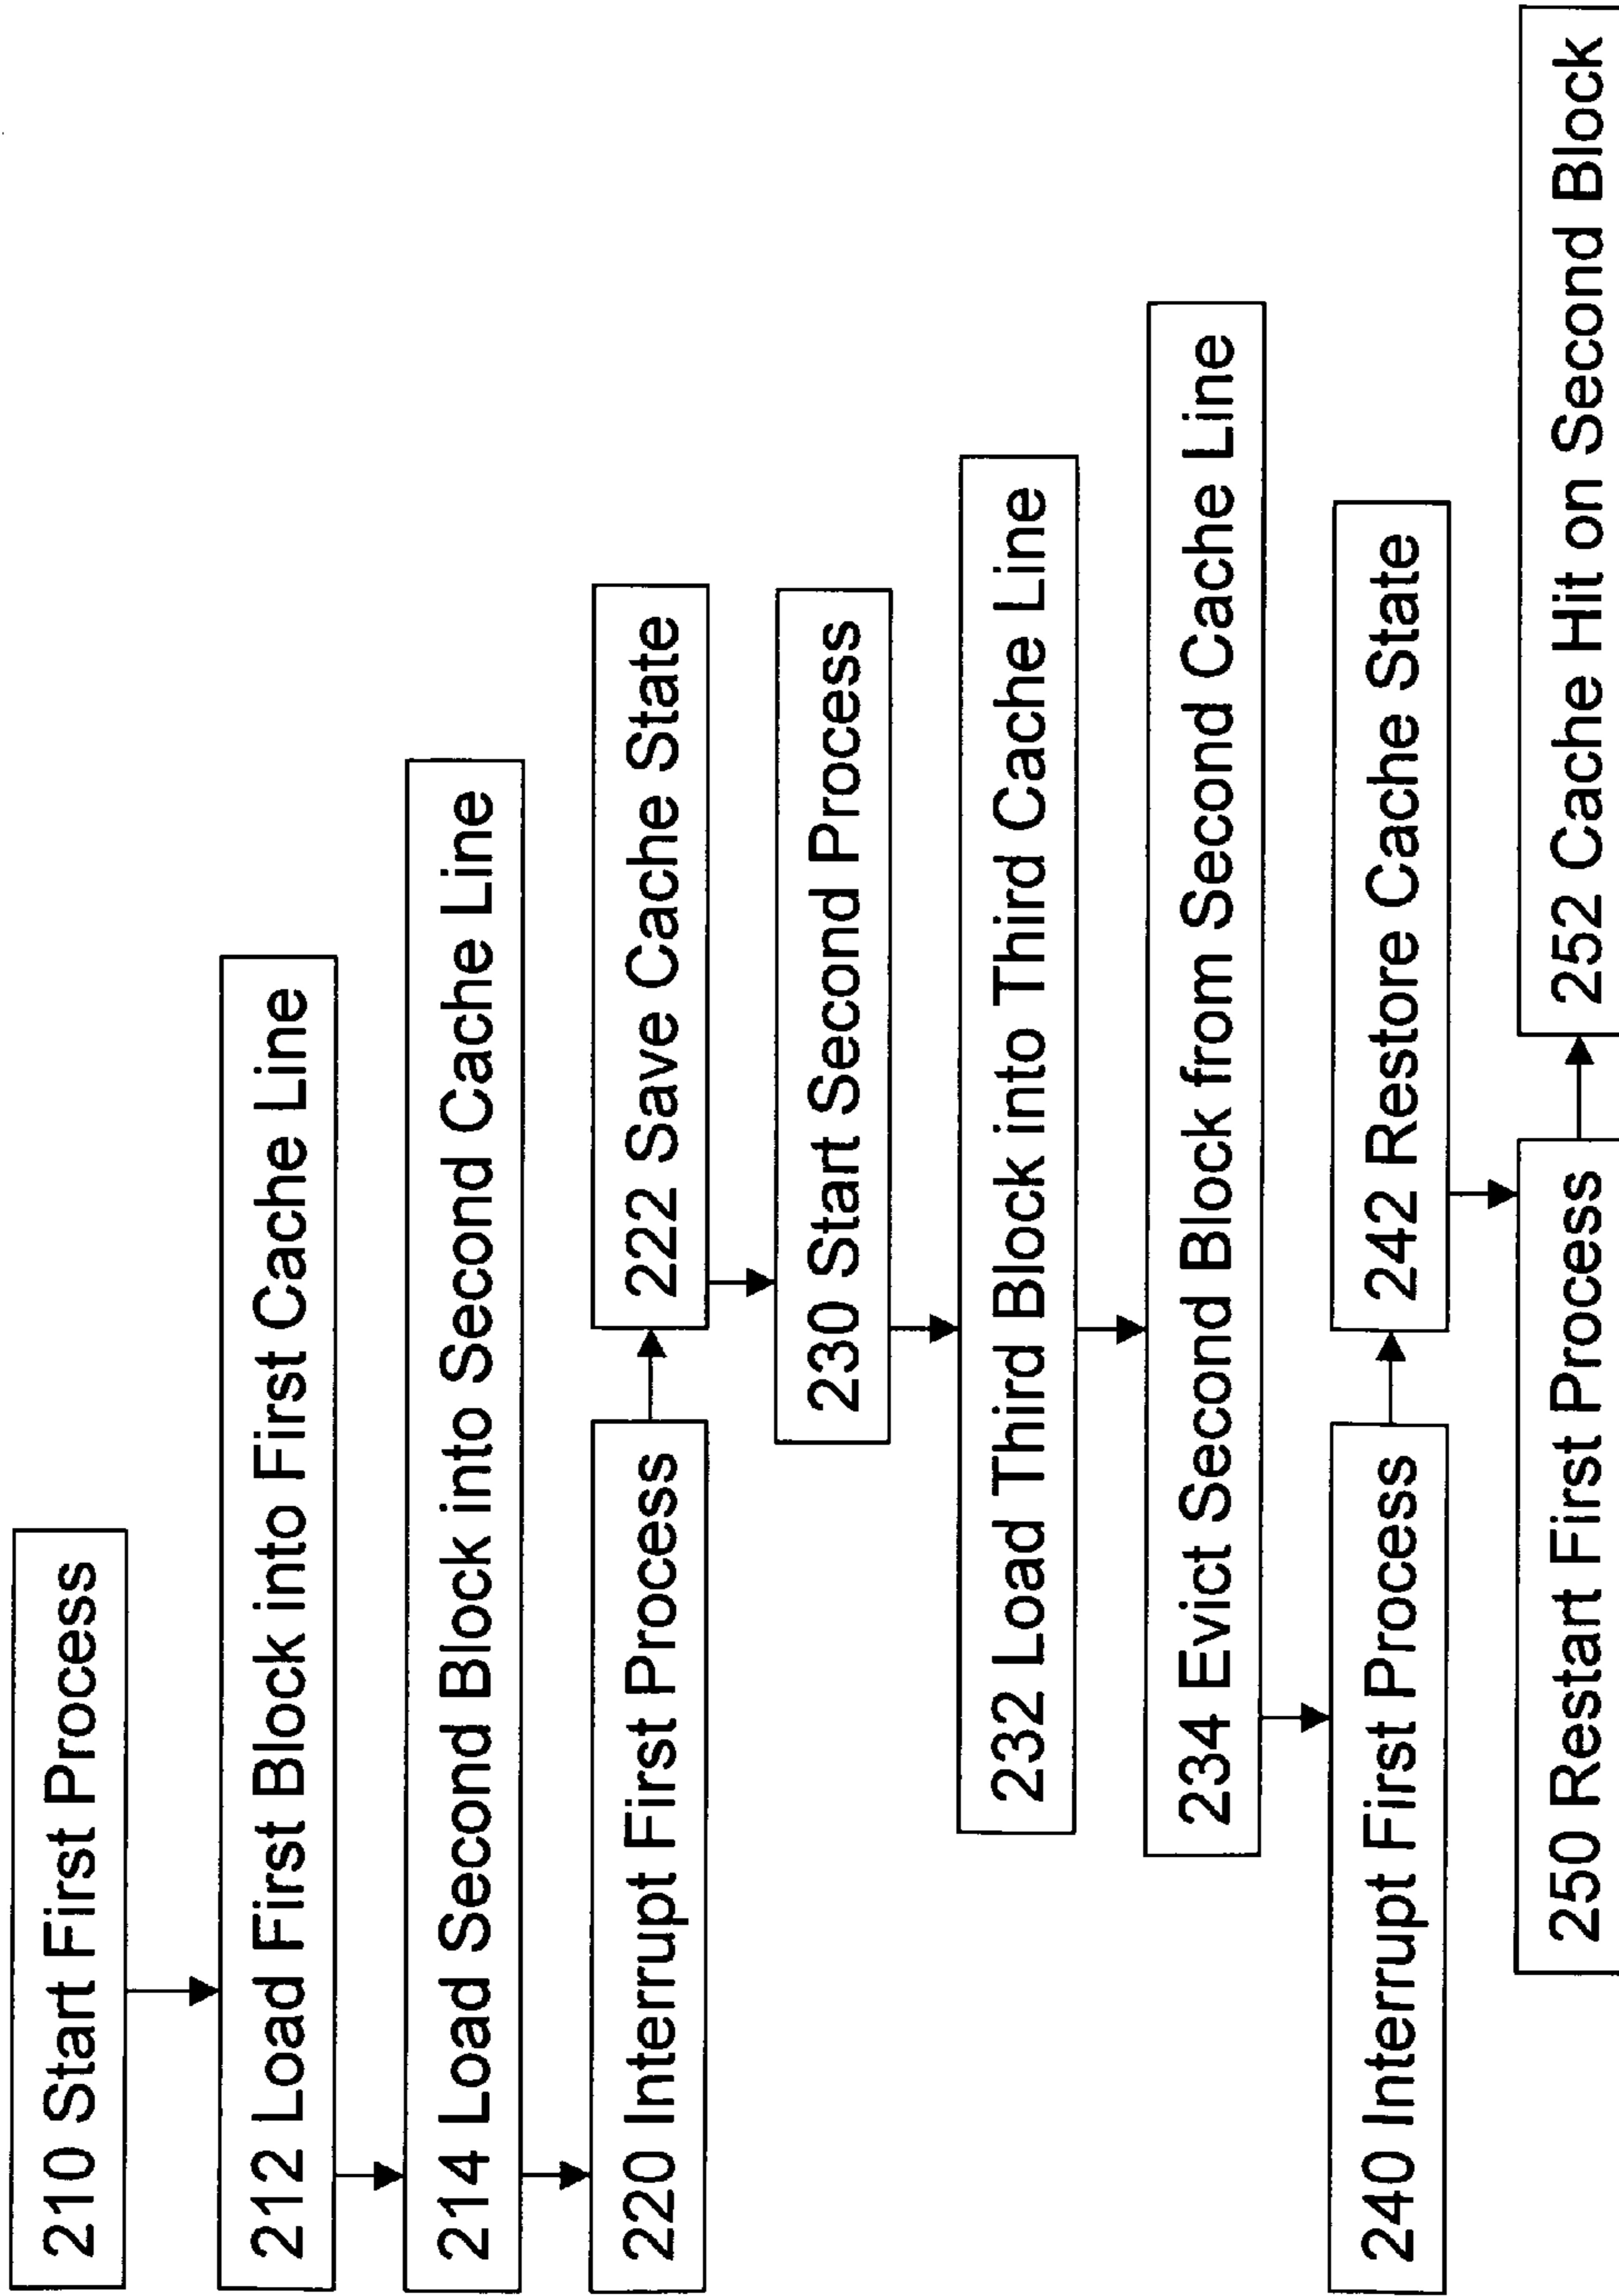 210 Start First Process
212 Load First Block into First Cache Line
214 Load Second Block into Second Cache Line
220 Interrupt First Process
222 Save Cache State
230 Start Second Process
232 Load Third Block into Third Cache Line
234 Evict Second Block from Second Cache Line
240 Interrupt First Process
242 Restore Cache State
250 Restart First Process
252 Cache Hit on Second Block